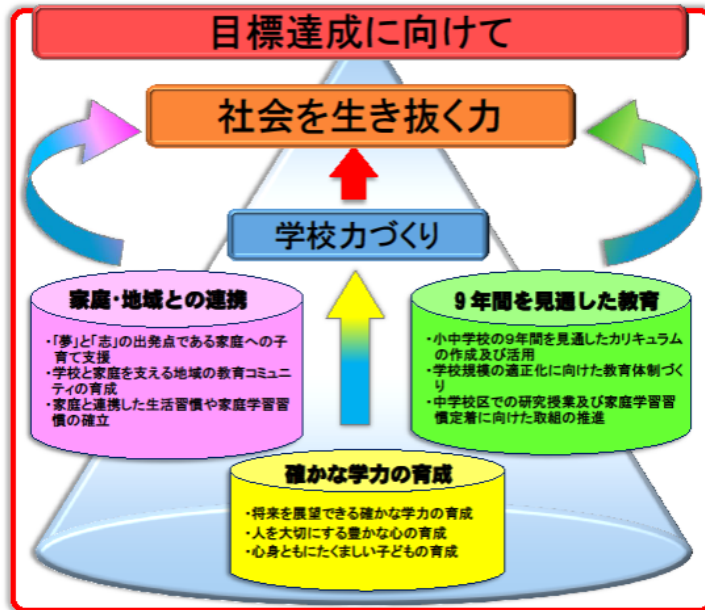 目標達成に向けて
社会を生き抜く力
学校力づくり
家庭・地域との連携
・「夢」と「志」の出発点である家庭への子
育て支援
・学校と家庭を支える地域の教育コミュニ
ティの育成
・家庭と連携した生活習慣や家庭学習習
慣の確立
9年間を見通した教育
・小中学校の9年間を見通したカリキュラム
の作成及び活用
・学校規模の適正化に向けた教育体制づく
り
・中学校区での研究授業及び家庭学習習
慣定着に向けた取組の推進
確かな学力の育成
・将来を展望できる確かな学力の育成
・人を大切にする豊かな心の育成
・心身ともにたくましい子どもの育成